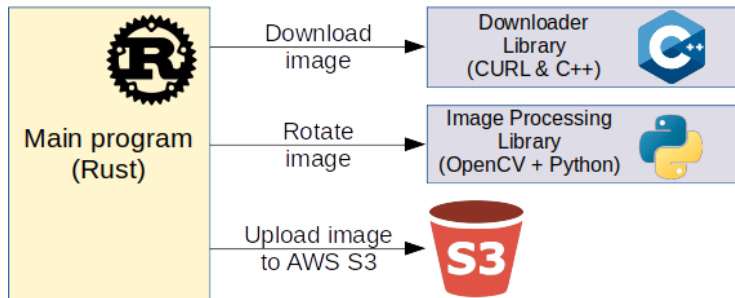 R
Main program
(Rust)
Download
image
Downloader
Library
(CURL & C++)
C++
Rotate
image
Image Processing
Library
(OpenCV + Python)
Upload image
to AWS S3
S3